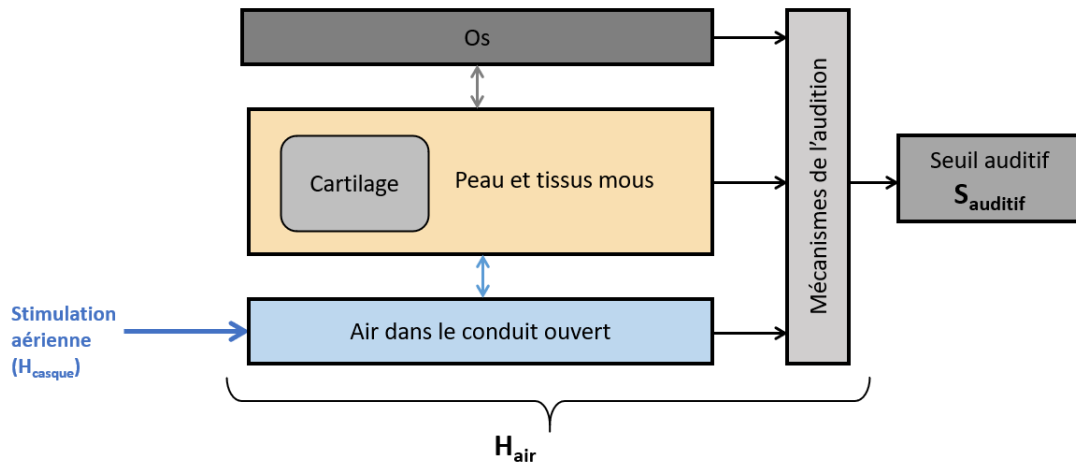 Os
Cartilage
Peau et tissus mous
Stimulation
aérienne
(Hcasque)
Air dans le conduit ouvert
Mécanismes de l'audition
Seuil auditif
Sauditif
Hair